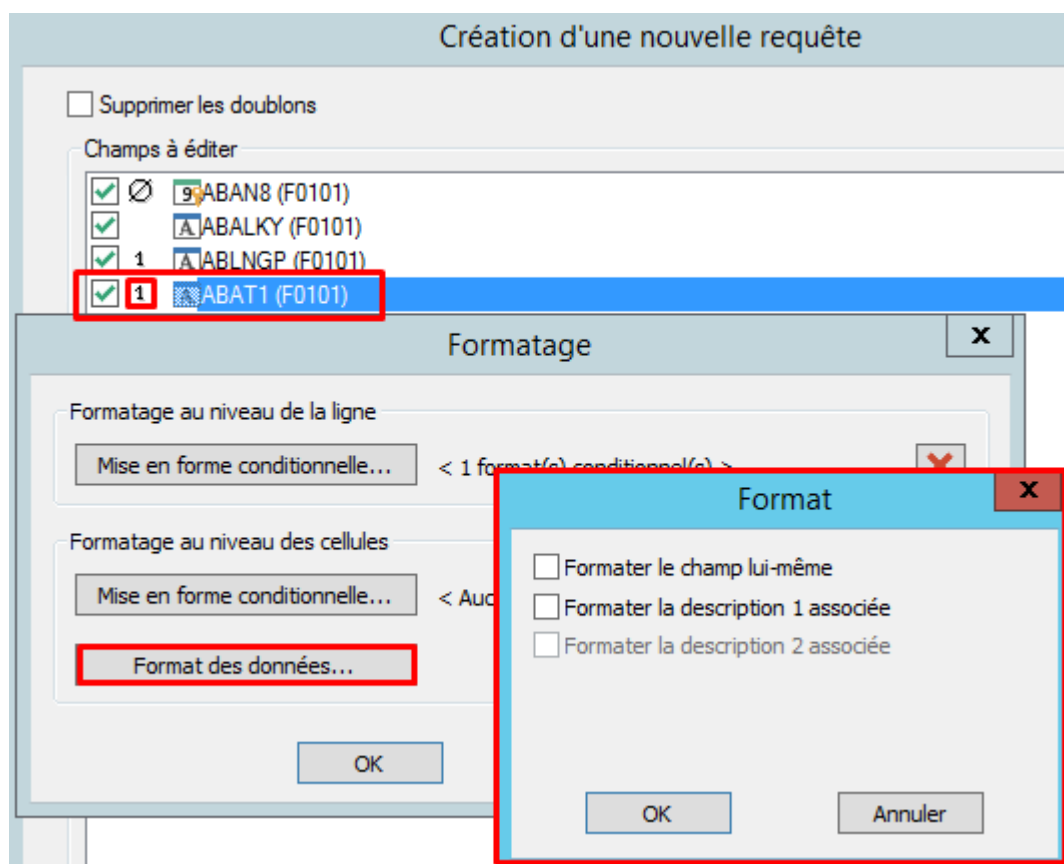 Création d'une nouvelle requête
Supprimer les doublons
Champs à éditer
ABAN8 (F0101)
ABALKY (F0101)
1 ABLNGP (F0101)
1 ABAT1 (F0101)
Formatage
Formatage au niveau de la ligne
Mise en forme conditionnelle... < 1 format(s) conditionnel(s) >
Format
Formatage au niveau des cellules
Formater le champ lui-même
Mise en forme conditionnelle... < Auc
Formater la description 1 associée
Formater la description 2 associée
Format des données...
OK
OK Annuler